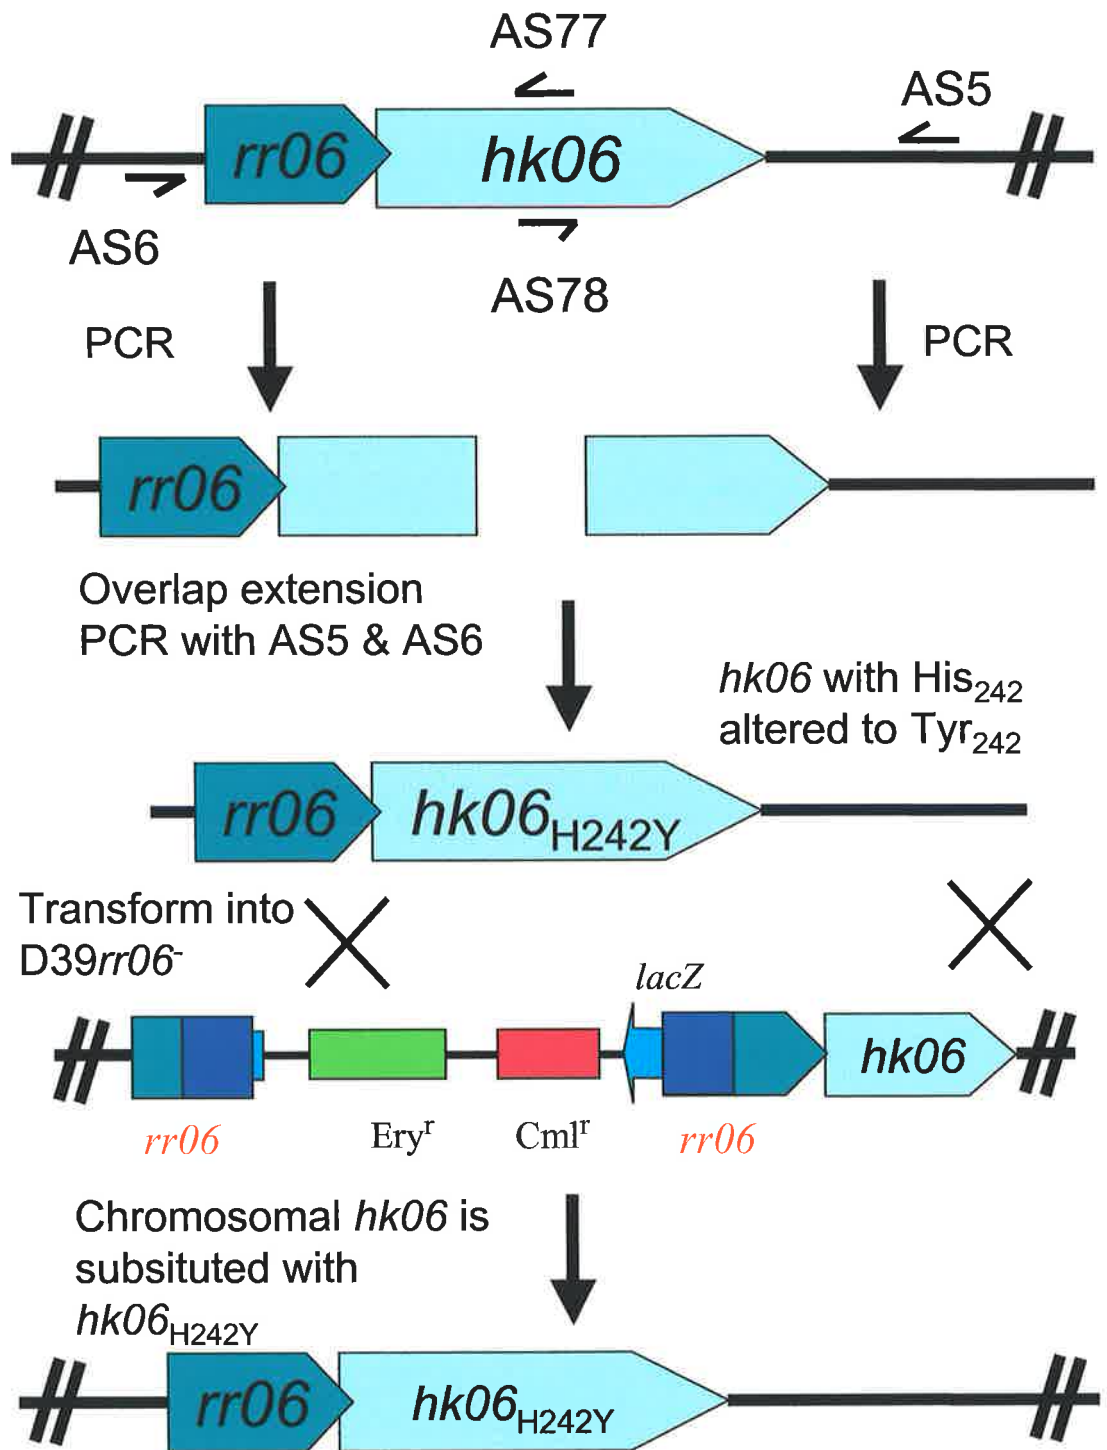 AS77
AS5
rr06
hk06
AS6
AS78
PCR
PCR
rr06
Overlap extension
PCR with AS5 & AS6
hk06 with His242
altered to Tyr242
rr06
hk06H242Y
Transform into
D39rr06-
lacZ
hk06
rr06
Eryr
Cmlr
rr06
Chromosomal hk06 is
subsituted with
hk06H242Y
rr06
hk06H242Y